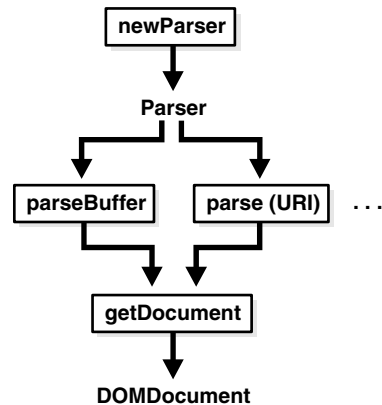 newParser
Parser
parseBuffer parse (URI) . . .
getDocument
DOMDocument